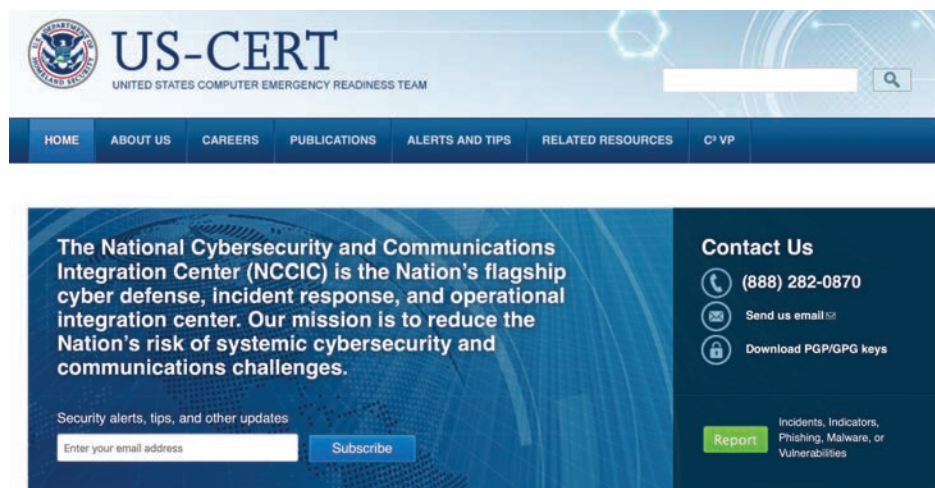 U.S. DEPARTMENT OF
HOMELAND SECURITY
US-CERT
UNITED STATES COMPUTER EMERGENCY READINESS TEAM
HOME ABOUT US CAREERS PUBLICATIONS ALERTS AND TIPS RELATED RESOURCES C³ VP
The National Cybersecurity and Communications
Integration Center (NCCIC) is the Nation's flagship
cyber defense, incident response, and operational
integration center. Our mission is to reduce the
Nation's risk of systemic cybersecurity and
communications challenges.
Security alerts, tips, and other updates
Enter your email address
Subscribe
Contact Us
(888) 282-0870
Send us email
Download PGP/GPG keys
Report
Incidents, Indicators,
Phishing, Malware, or
Vulnerabilities